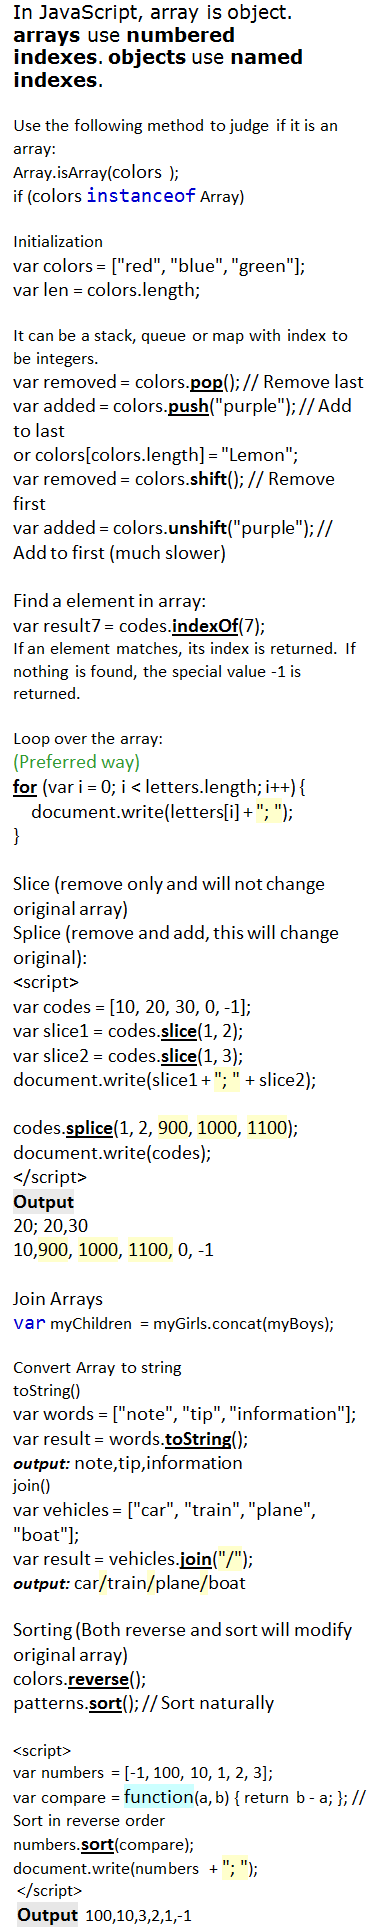 In JavaScript, array is object.
arrays use numbered
indexes. objects use named
indexes.
Use the following method to judge if it is an
array:
Array.isArray(colors );
if (colors instanceof Array)
Initialization
var colors = ["red", "blue", "green"];
var len = colors.length;
It can be a stack, queue or map with index to
be integers.
var removed = colors.pop(); // Remove last
var added = colors.push("purple"); // Add
to last
or colors[colors.length] = "Lemon";
var removed = colors.shift(); // Remove
first
var added = colors.unshift("purple"); //
Add to first (much slower)
Find a element in array:
var result7 = codes.indexOf(7);
If an element matches, its index is returned. If
nothing is found, the special value -1 is
returned.
Loop over the array:
(Preferred way)
for (var i = 0; i < letters.length; i++) {
document.write(letters[i] + "; ");
}
Slice (remove only and will not change
original array)
Splice (remove and add, this will change
original):
<script>
var codes = [10, 20, 30, 0, -1];
var slice1 = codes.slice(1, 2);
var slice2 = codes.slice(1, 3);
document.write(slice1 + "; " + slice2);
codes.splice(1, 2, 900, 1000, 1100);
document.write(codes);
</script>
Output
20; 20,30
10,900, 1000, 1100, 0, -1
Join Arrays
var myChildren = myGirls.concat(myBoys);
Convert Array to string
toString()
var words = ["note", "tip", "information"];
var result = words.toString();
output: note,tip,information
join()
var vehicles = ["car", "train", "plane",
"boat"];
var result = vehicles.join("/");
output: car/train/plane/boat
Sorting (Both reverse and sort will modify
original array)
colors.reverse();
patterns.sort(); // Sort naturally
<script>
var numbers = [-1, 100, 10, 1, 2, 3];
var compare = function(a, b) { return b - a; }; //
Sort in reverse order
numbers.sort(compare);
document.write(numbers + "; ");
</script>
Output 100,10,3,2,1,-1